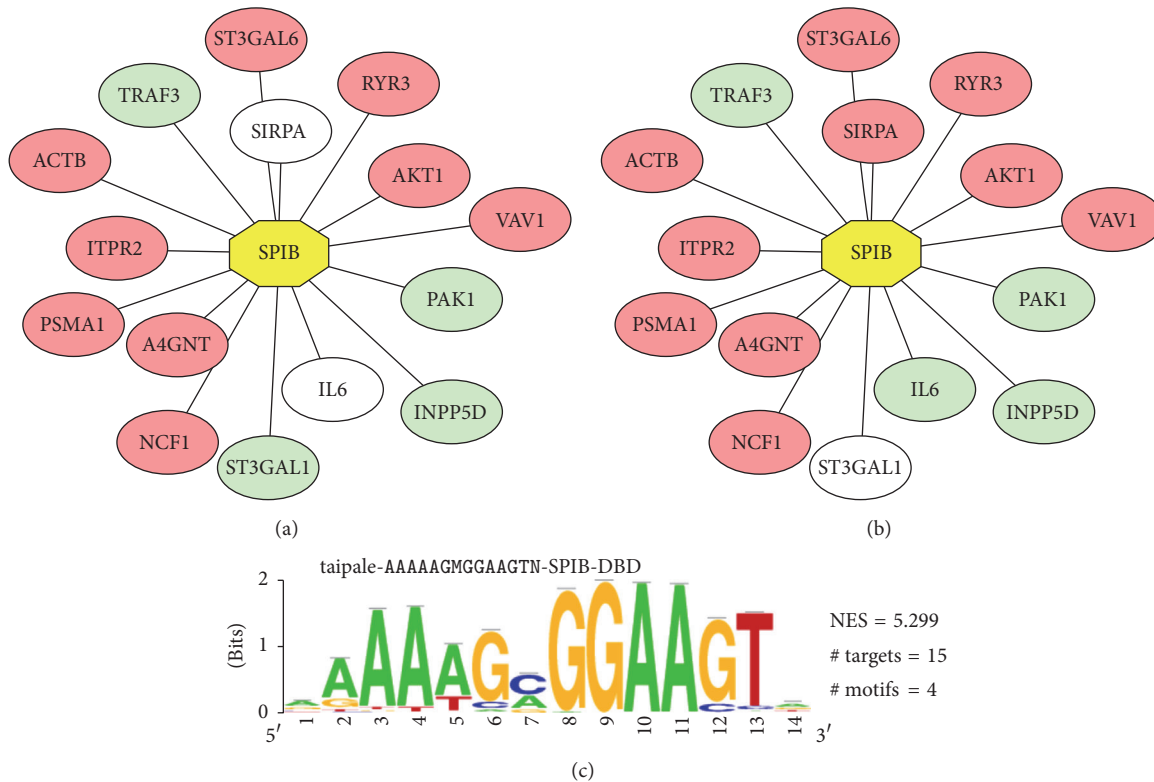 ST3GAL6
TRAF3
RYR3
SIRPA
ACTB
AKT1
VAV1
ITPR2
SPIB
PAK1
PSMA1
A4GNT
IL6
INPP5D
NCF1
ST3GAL1
(a)
ST3GAL6
TRAF3
RYR3
SIRPA
ACTB
AKT1
VAV1
ITPR2
SPIB
PAK1
PSMA1
A4GNT
IL6
INPP5D
NCF1
ST3GAL1
(b)
taipale-AAAAAGMGGAAGTN-SPIB-DBD
2
1
0
(Bits)
AAAAGCGGAAGT
1 2 3 4 5 6 7 8 9 10 11 12 13 14
5′ 3′
NES = 5.299
# targets = 15
# motifs = 4
(c)